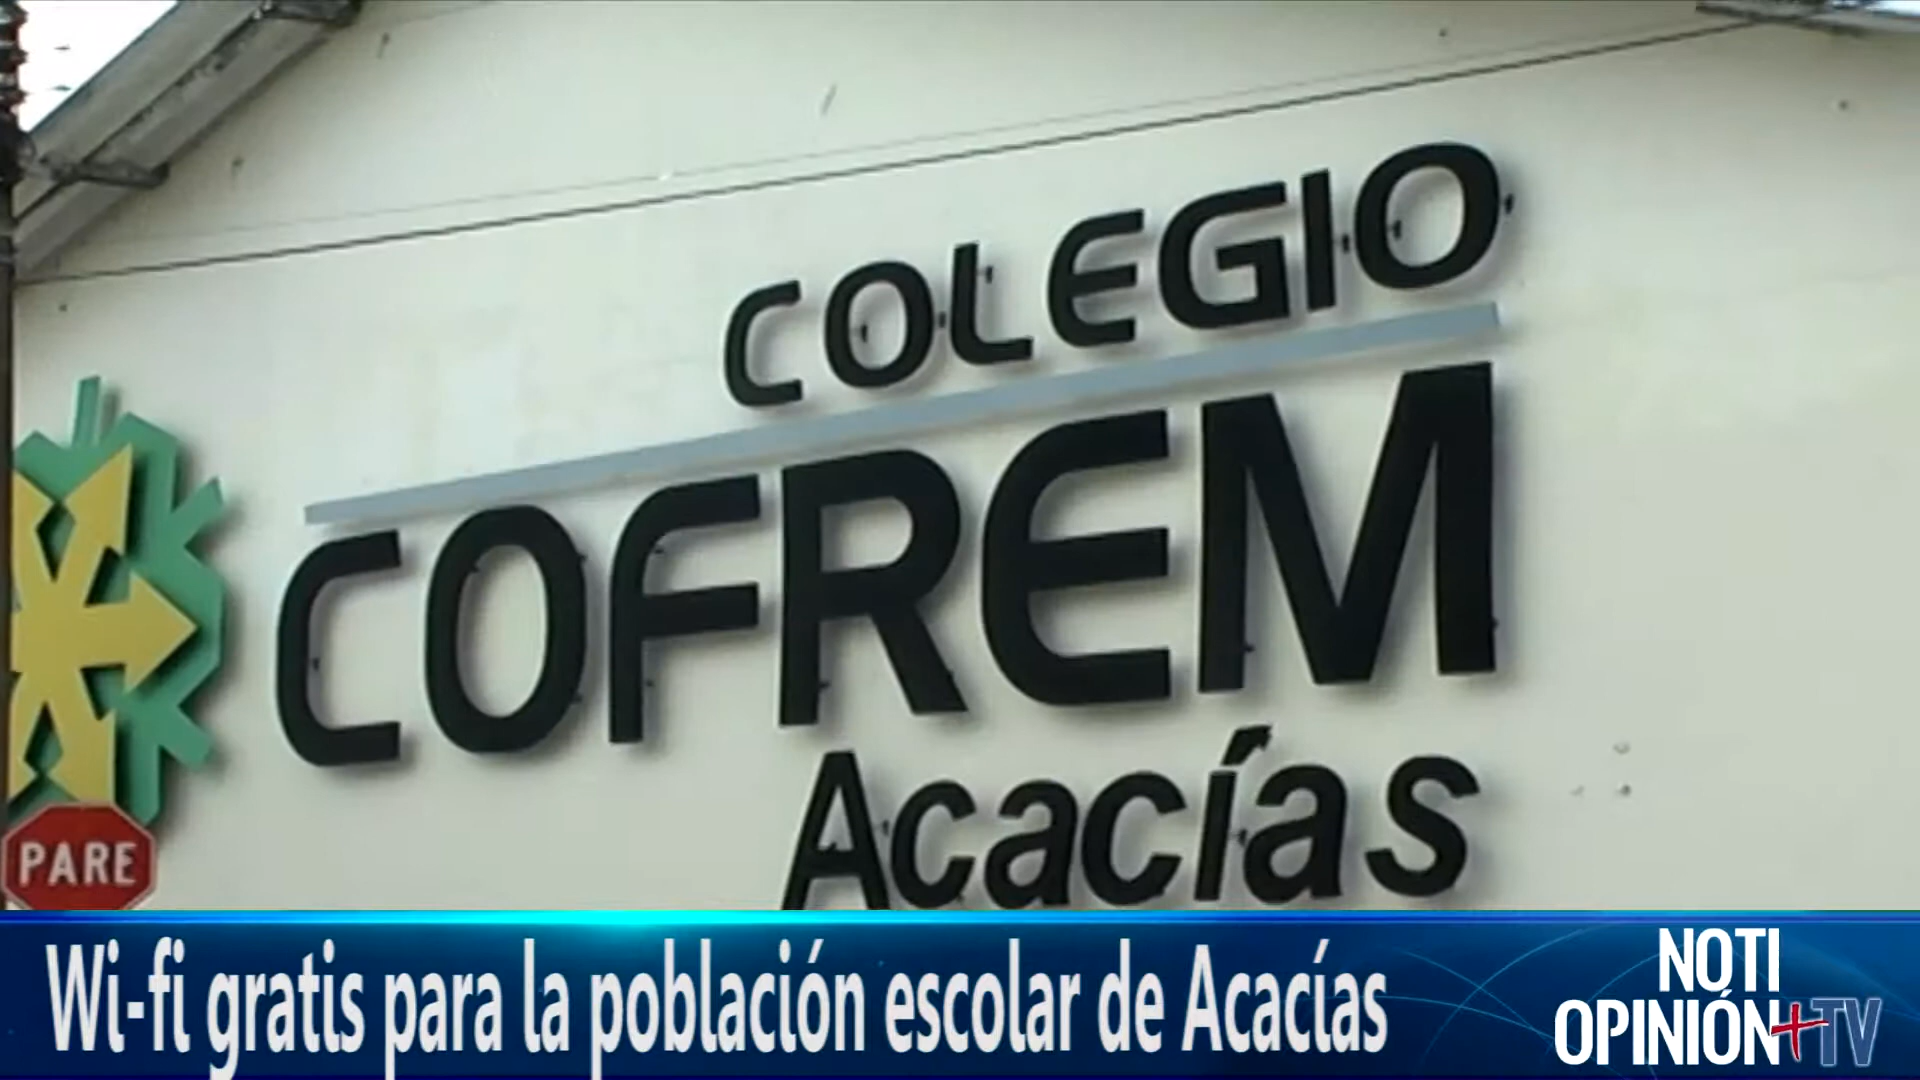 COLEGIO
COFREM
Acacías
PARE
Wi-fi gratis para la población escolar de Acacías
NOTI
OPINIÓN+TV